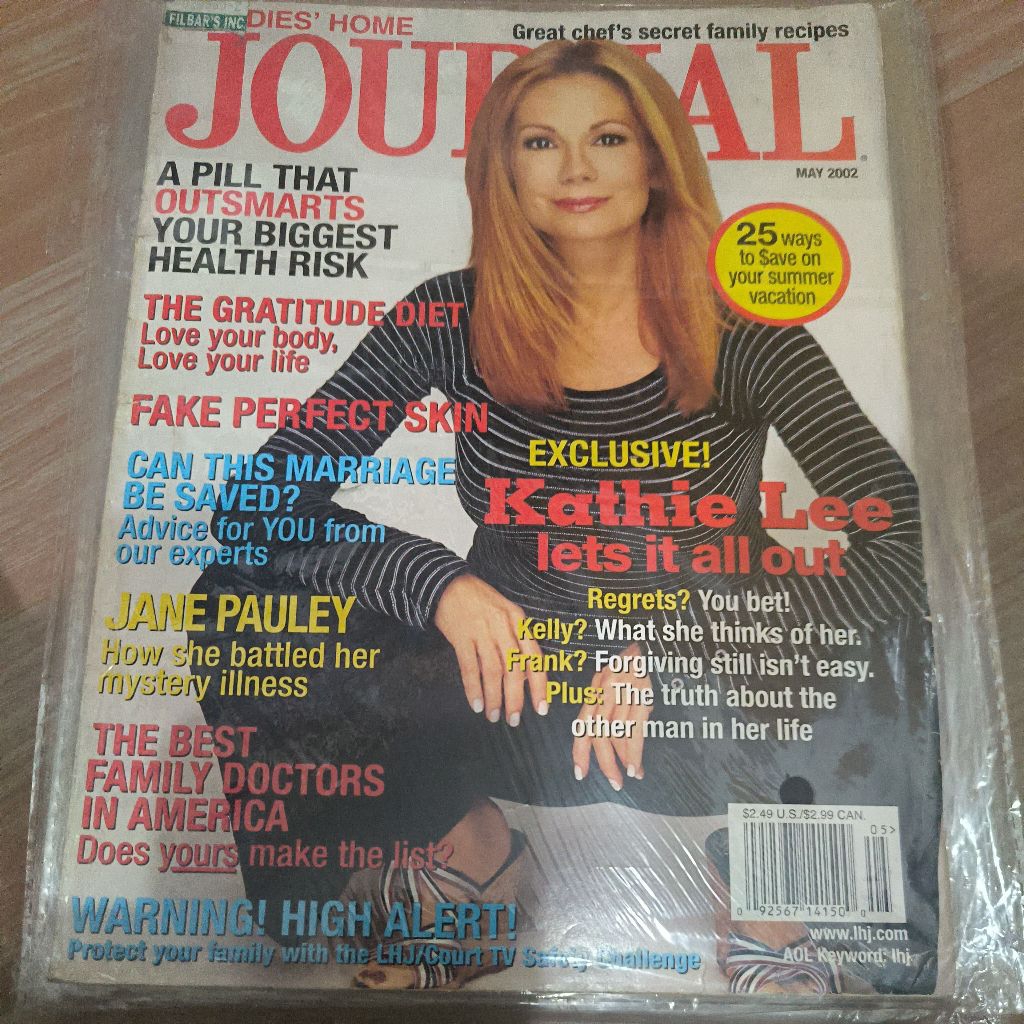 FILBAR'S INC
DIES' HOME
Great chef's secret family recipes
JOURNAL
MAY 2002
A PILL THAT
OUTSMARTS
YOUR BIGGEST
HEALTH RISK
25 ways
to $ave on
your summer
vacation
THE GRATITUDE DIET
Love your body,
Love your life
FAKE PERFECT SKIN
CAN THIS MARRIAGE
BE SAVED?
Advice for YOU from
our experts
EXCLUSIVE!
Kathie Lee
lets it all out
Regrets? You bet!
Kelly? What she thinks of her.
Frank? Forgiving still isn't easy.
Plus: The truth about the
other man in her life
JANE PAULEY
How she battled her
mystery illness
THE BEST
FAMILY DOCTORS
IN AMERICA
Does yours make the list?
$2.49 U.S./$2.99 CAN.
05>
0 92567 14150 0
WARNING! HIGH ALERT!
Protect your family with the LHJ/Court TV Safety Challenge
www.lhj.com
AOL Keyword: lhj